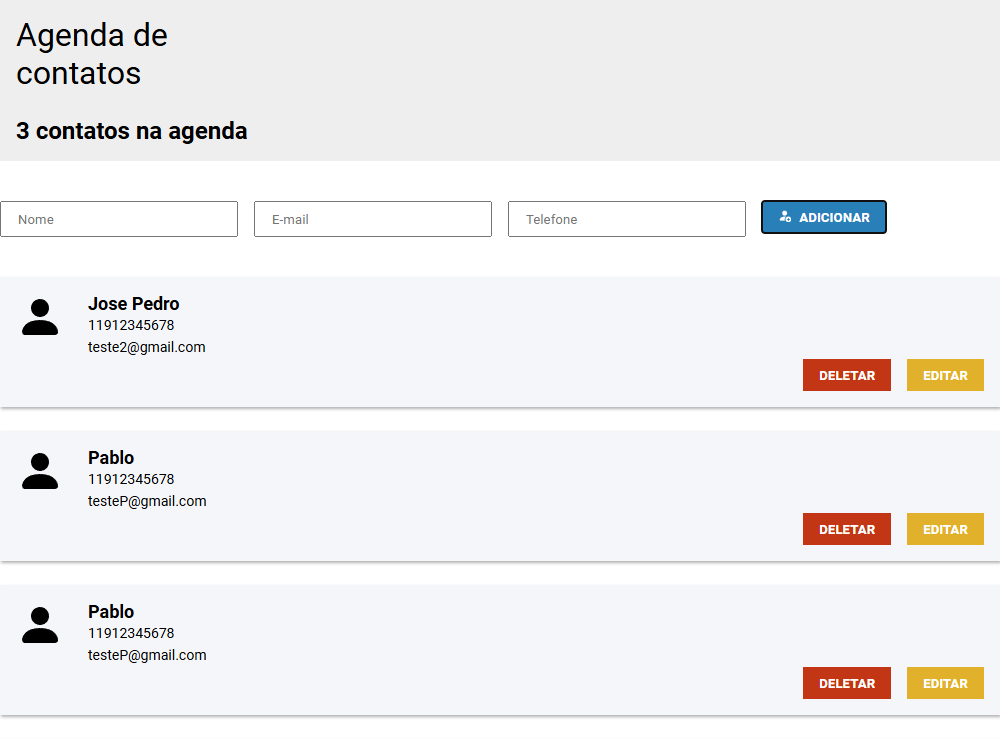 Agenda de
contatos
3 contatos na agenda
Nome E-mail Telefone ADICIONAR
Jose Pedro
11912345678
teste2@gmail.com
DELETAR EDITAR
Pablo
11912345678
testeP@gmail.com
DELETAR EDITAR
Pablo
11912345678
testeP@gmail.com
DELETAR EDITAR